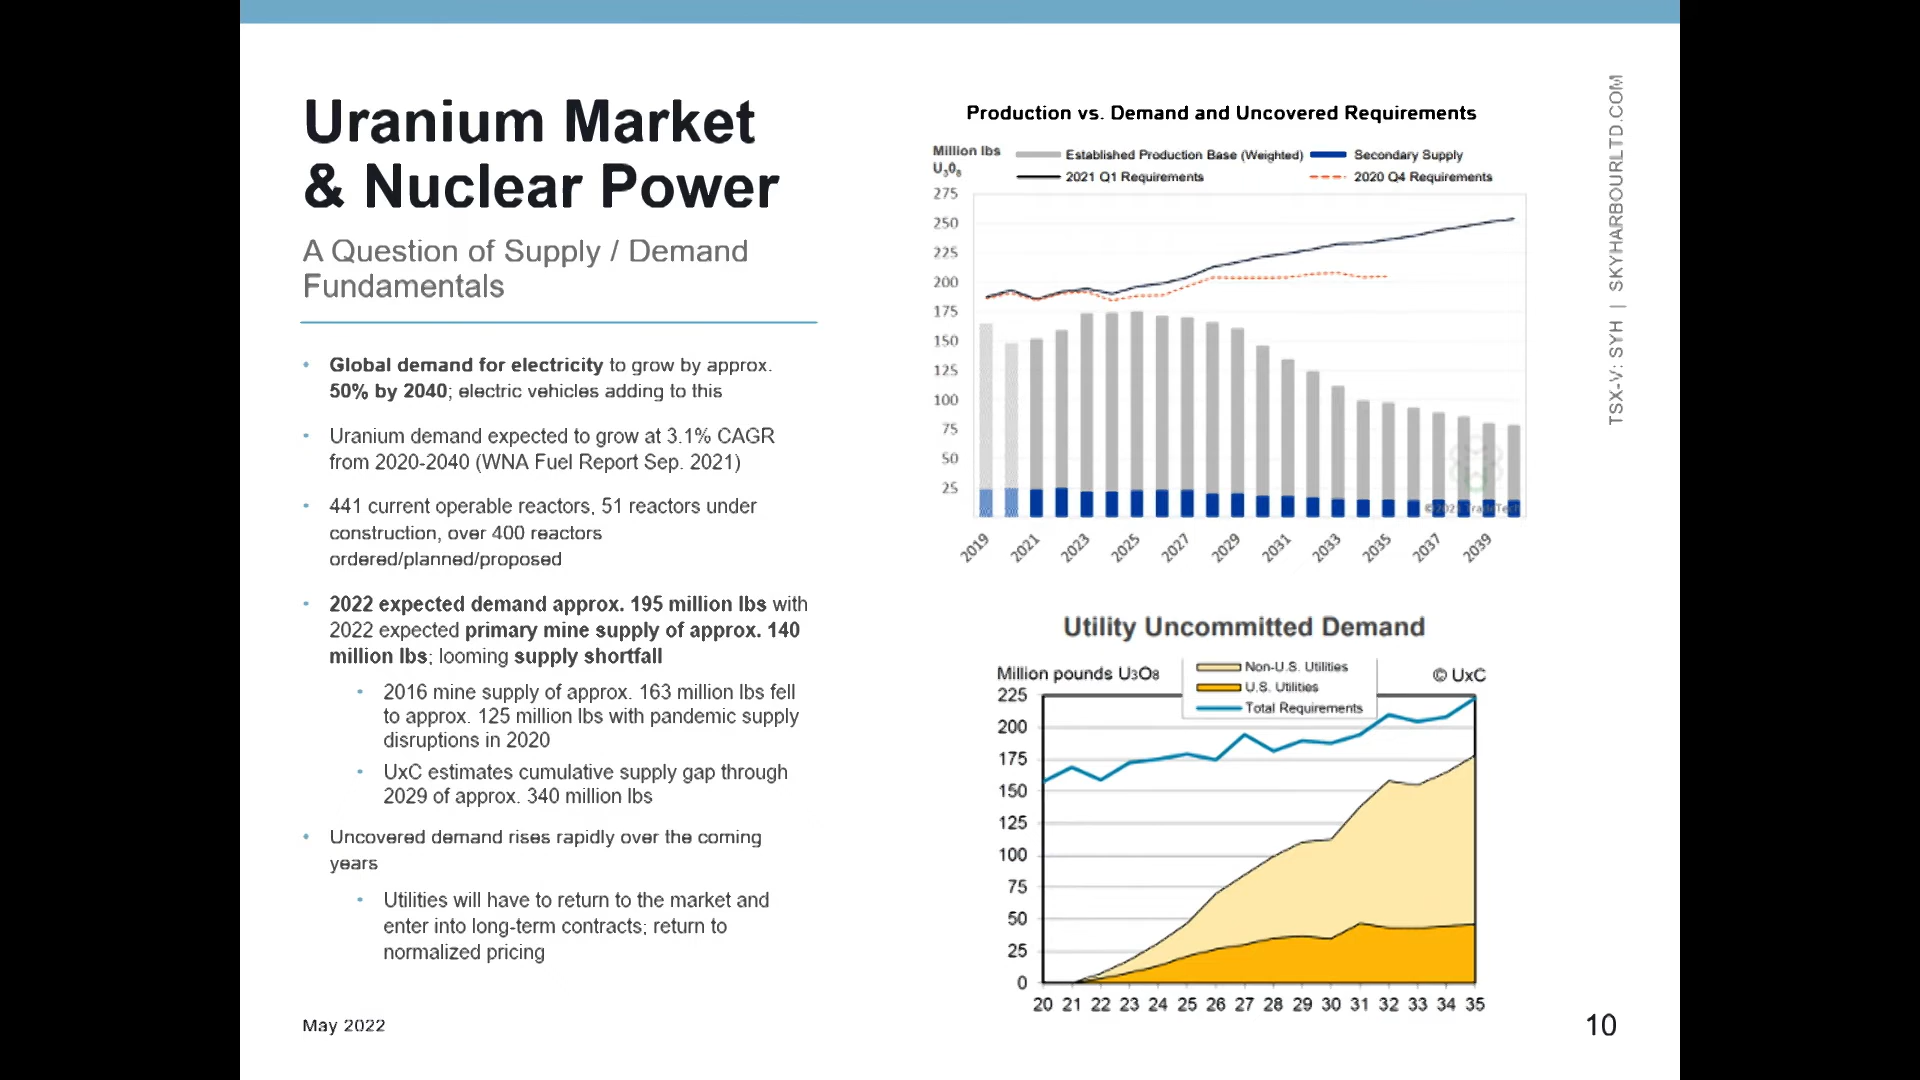 Uranium Market
& Nuclear Power
A Question of Supply / Demand
Fundamentals
• Global demand for electricity to grow by approx.
50% by 2040; electric vehicles adding to this
• Uranium demand expected to grow at 3.1% CAGR
from 2020-2040 (WNA Fuel Report Sep. 2021)
• 441 current operable reactors, 51 reactors under
construction, over 400 reactors
ordered/planned/proposed
• 2022 expected demand approx. 195 million lbs with
2022 expected primary mine supply of approx. 140
million lbs; looming supply shortfall
• 2016 mine supply of approx. 163 million lbs fell
to approx. 125 million lbs with pandemic supply
disruptions in 2020
• UxC estimates cumulative supply gap through
2029 of approx. 340 million lbs
• Uncovered demand rises rapidly over the coming
years
• Utilities will have to return to the market and
enter into long-term contracts; return to
normalized pricing
May 2022
Production vs. Demand and Uncovered Requirements
Million lbs
U₃0₈
Established Production Base (Weighted)
Secondary Supply
2021 Q1 Requirements
2020 Q4 Requirements
275
250
225
200
175
150
125
100
75
50
25
2019 2021 2023 2025 2027 2029 2031 2033 2035 2037 2039
Utility Uncommitted Demand
Million pounds U₃O₈
Non-U.S. Utilities
U.S. Utilities
Total Requirements
© UxC
225
200
175
150
125
100
75
50
25
0
20 21 22 23 24 25 26 27 28 29 30 31 32 33 34 35
TSX-V: SYH | SKYHARBOURLTD.COM
10